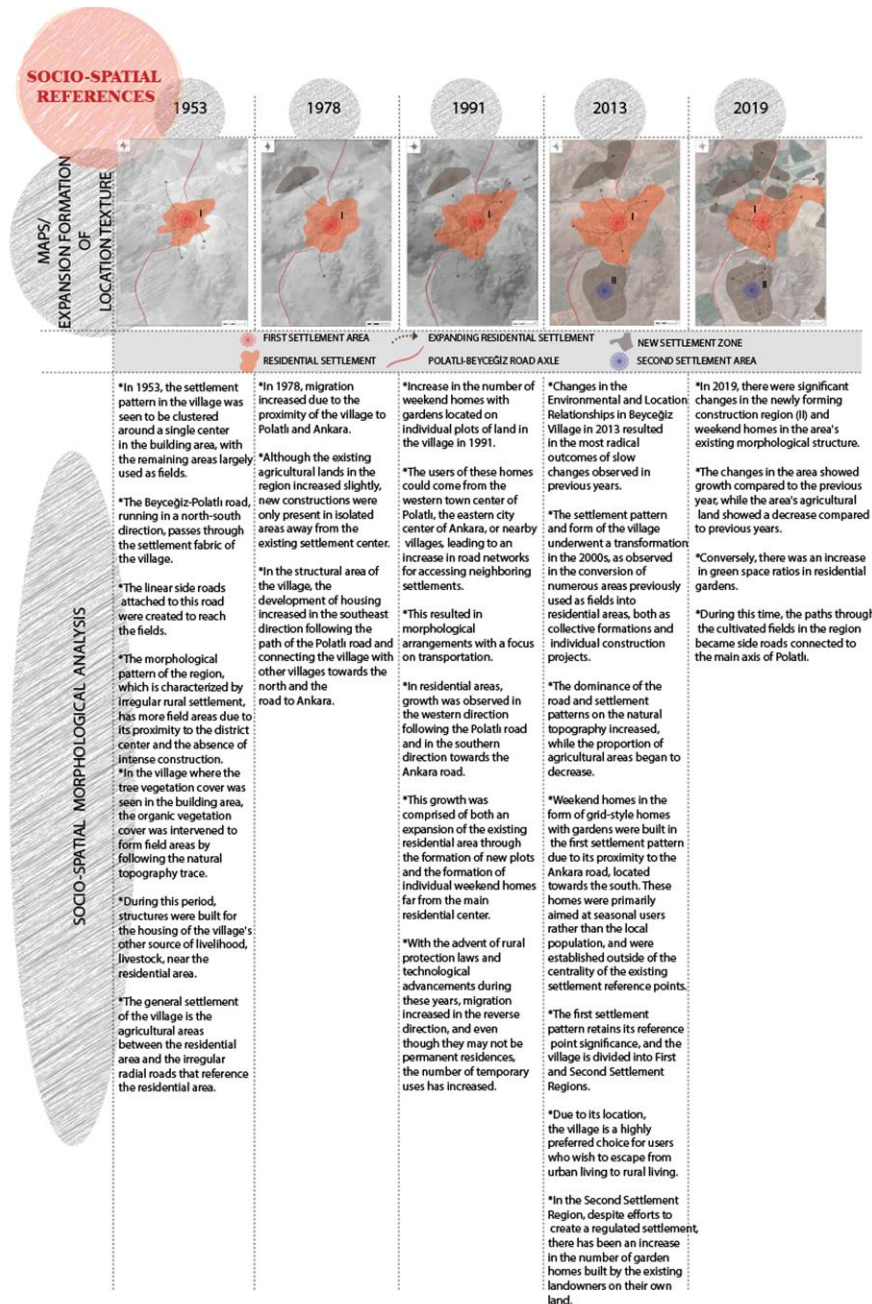 SOCIO-SPATIAL
REFERENCES
1953
1978
1991
2013
2019
MAPS/
EXPANSION FORMATION
OF
LOCATION TEXTURE
I
I
I
I
II
I
II
FIRST SETTLEMENT AREA
EXPANDING RESIDENTIAL SETTLEMENT
NEW SETTLEMENT ZONE
RESIDENTIAL SETTLEMENT
POLATLI-BEYCEĞİZ ROAD AXLE
SECOND SETTLEMENT AREA
SOCIO-SPATIAL MORPHOLOGICAL ANALYSIS
*In 1953, the settlement
pattern in the village was
seen to be clustered
around a single center
in the building area, with
the remaining areas largely
used as fields.
*The Beyceğiz-Polatlı road,
running in a north-south
direction, passes through
the settlement fabric of
the village.
*The linear side roads
attached to this road
were created to reach
the fields.
*The morphological
pattern of the region,
which is characterized by
irregular rural settlement,
has more field areas due to
its proximity to the district
center and the absence of
intense construction.
*In the village where the
tree vegetation cover was
seen in the building area,
the organic vegetation
cover was intervened to
form field areas by
following the natural
topography trace.
*During this period,
structures were built for
the housing of the village's
other source of livelihood,
livestock, near the
residential area.
*The general settlement
of the village is the
agricultural areas
between the residential
area and the irregular
radial roads that reference
the residential area.
*In 1978, migration
increased due to the
proximity of the village to
Polatlı and Ankara.
*Although the existing
agricultural lands in the
region increased slightly,
new constructions were
only present in isolated
areas away from the
existing settlement center.
*In the structural area of
the village, the
development of housing
increased in the southeast
direction following the
path of the Polatlı road and
connecting the village with
other villages towards the
north and the
road to Ankara.
*Increase in the number of
weekend homes with
gardens located on
individual plots of land in
the village in 1991.
*The users of these homes
could come from the
western town center of
Polatlı, the eastern city
center of Ankara, or nearby
villages, leading to an
increase in road networks
for accessing neighboring
settlements.
*This resulted in
morphological
arrangements with a focus
on transportation.
*In residential areas,
growth was observed in
the western direction
following the Polatlı road
and in the southern
direction towards the
Ankara road.
*This growth was
comprised of both an
expansion of the existing
residential area through
the formation of new plots
and the formation of
individual weekend homes
far from the main
residential center.
*With the advent of rural
protection laws and
technological
advancements during
these years, migration
increased in the reverse
direction, and even
though they may not be
permanent residences,
the number of temporary
uses has increased.
*Changes in the
Environmental and Location
Relationships in Beyceğiz
Village in 2013 resulted
in the most radical
outcomes of slow
changes observed in
previous years.
*The settlement pattern
and form of the village
underwent a transformation
in the 2000s, as observed
in the conversion of
numerous areas previously
used as fields into
residential areas, both as
collective formations and
individual construction
projects.
*The dominance of the
road and settlement
patterns on the natural
topography increased,
while the proportion of
agricultural areas began to
decrease.
*Weekend homes in the
form of grid-style homes
with gardens were built in
the first settlement pattern
due to its proximity to the
Ankara road, located
towards the south. These
homes were primarily
aimed at seasonal users
rather than the local
population, and were
established outside of the
centrality of the existing
settlement reference points.
*The first settlement
pattern retains its reference
point significance, and the
village is divided into First
and Second Settlement
Regions.
*Due to its location,
the village is a highly
preferred choice for users
who wish to escape from
urban living to rural living.
*In the Second Settlement
Region, despite efforts to
create a regulated settlement,
there has been an increase
in the number of garden
homes built by the existing
landowners on their own
land.
*In 2019, there were significant
changes in the newly forming
construction region (II) and
weekend homes in the area's
existing morphological structure.
*The changes in the area showed
growth compared to the previous
year, while the area's agricultural
land showed a decrease compared
to previous years.
*Conversely, there was an increase
in green space ratios in residential
gardens.
*During this time, the paths through
the cultivated fields in the region
became side roads connected to
the main axis of Polatlı.